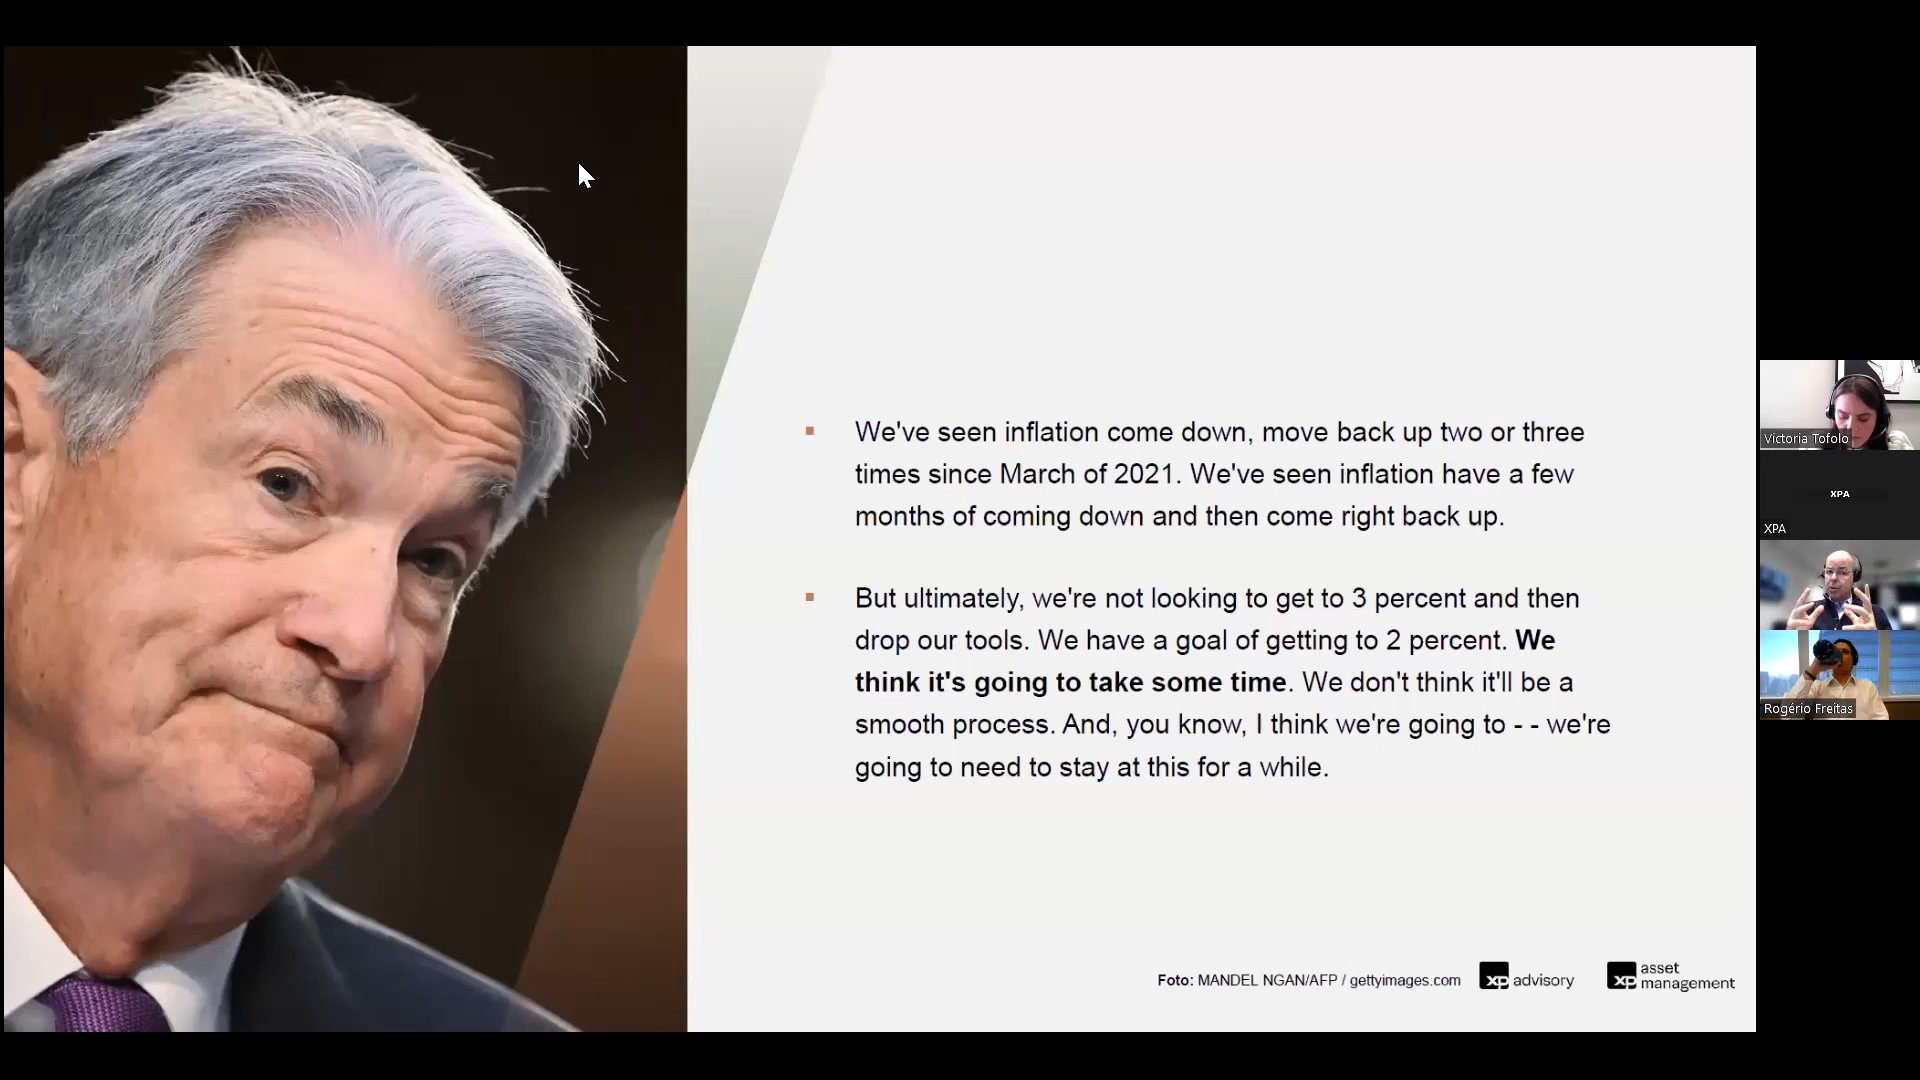 We've seen inflation come down, move back up two or three
times since March of 2021. We've seen inflation have a few
months of coming down and then come right back up.
But ultimately, we're not looking to get to 3 percent and then
drop our tools. We have a goal of getting to 2 percent. We
think it's going to take some time. We don't think it'll be a
smooth process. And, you know, I think we're going to - - we're
going to need to stay at this for a while.
Foto: MANDEL NGAN/AFP / gettyimages.com
xp advisory
xp asset
management
Victoria Tofolo
XPA
XPA
Rogério Freitas